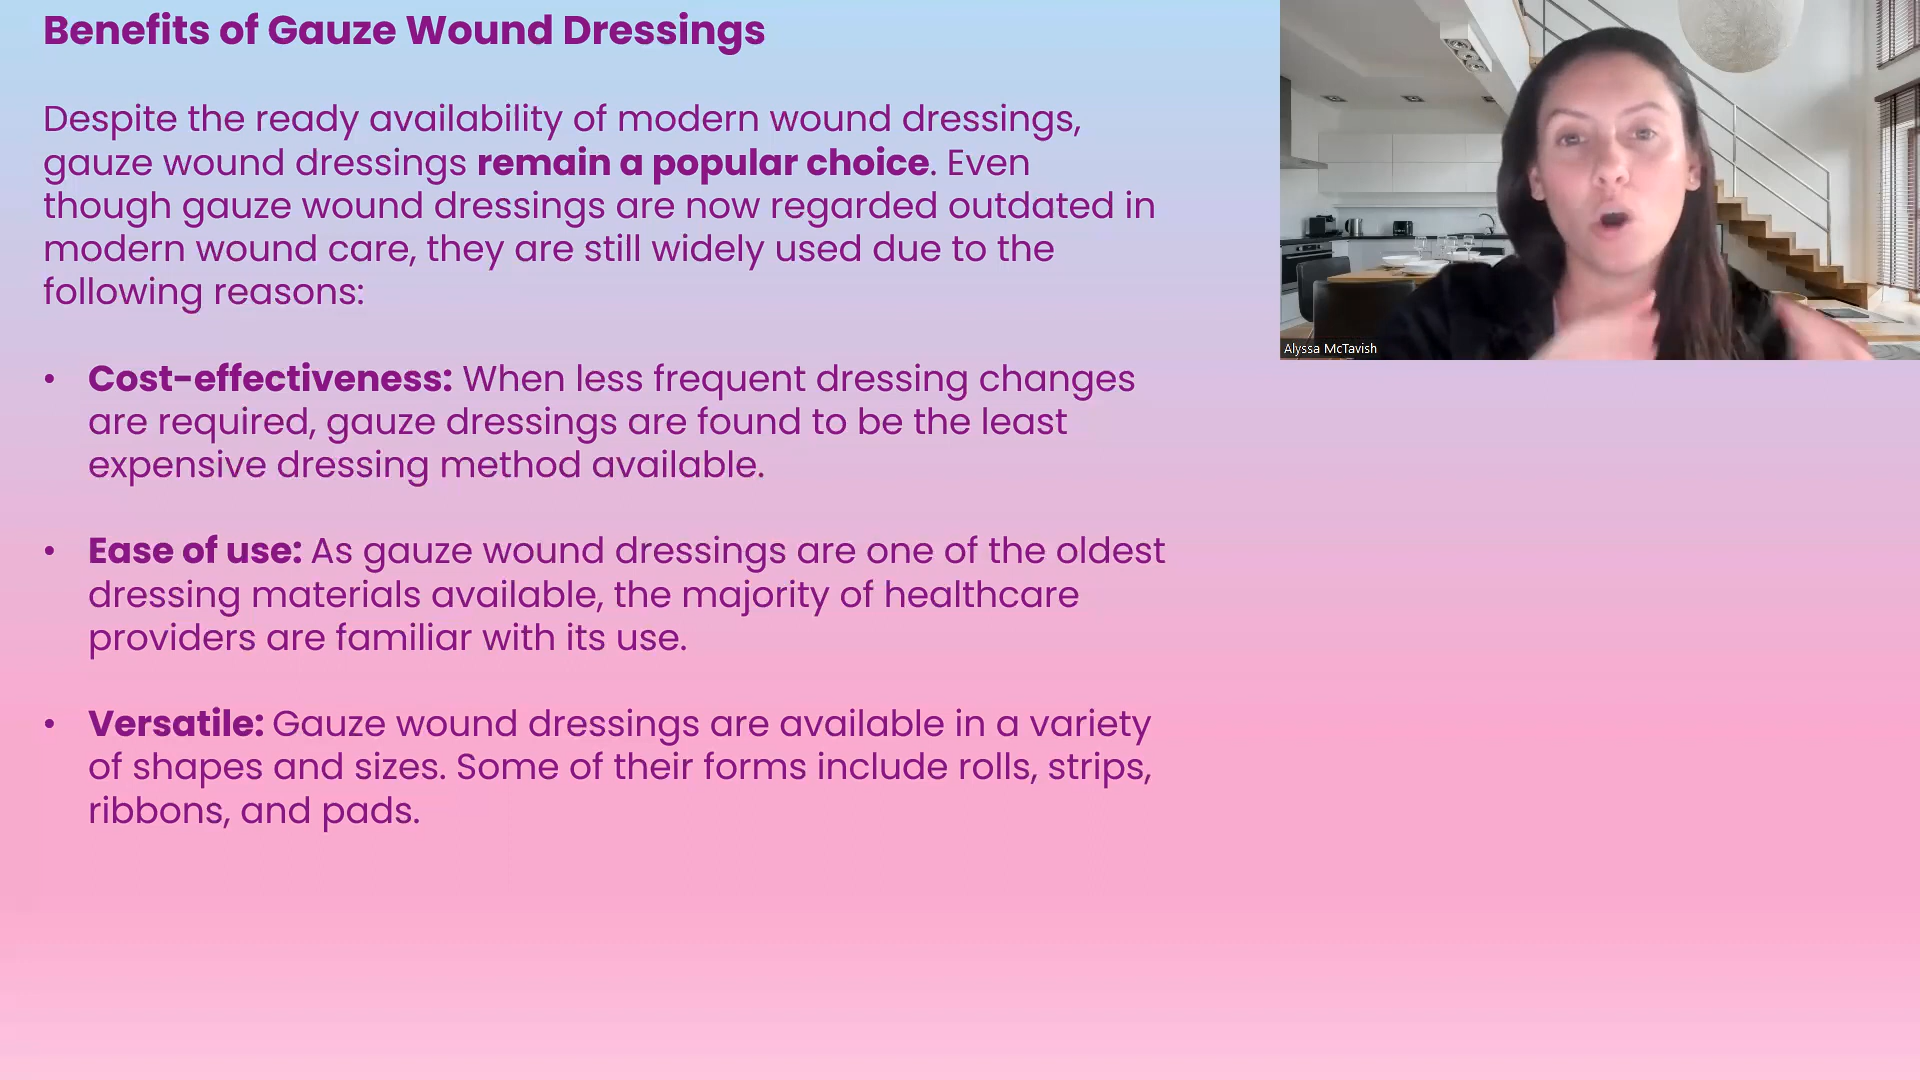 Benefits of Gauze Wound Dressings
Despite the ready availability of modern wound dressings,
gauze wound dressings remain a popular choice. Even
though gauze wound dressings are now regarded outdated in
modern wound care, they are still widely used due to the
following reasons:
• Cost-effectiveness: When less frequent dressing changes
are required, gauze dressings are found to be the least
expensive dressing method available.
• Ease of use: As gauze wound dressings are one of the oldest
dressing materials available, the majority of healthcare
providers are familiar with its use.
• Versatile: Gauze wound dressings are available in a variety
of shapes and sizes. Some of their forms include rolls, strips,
ribbons, and pads.
Alyssa McTavish